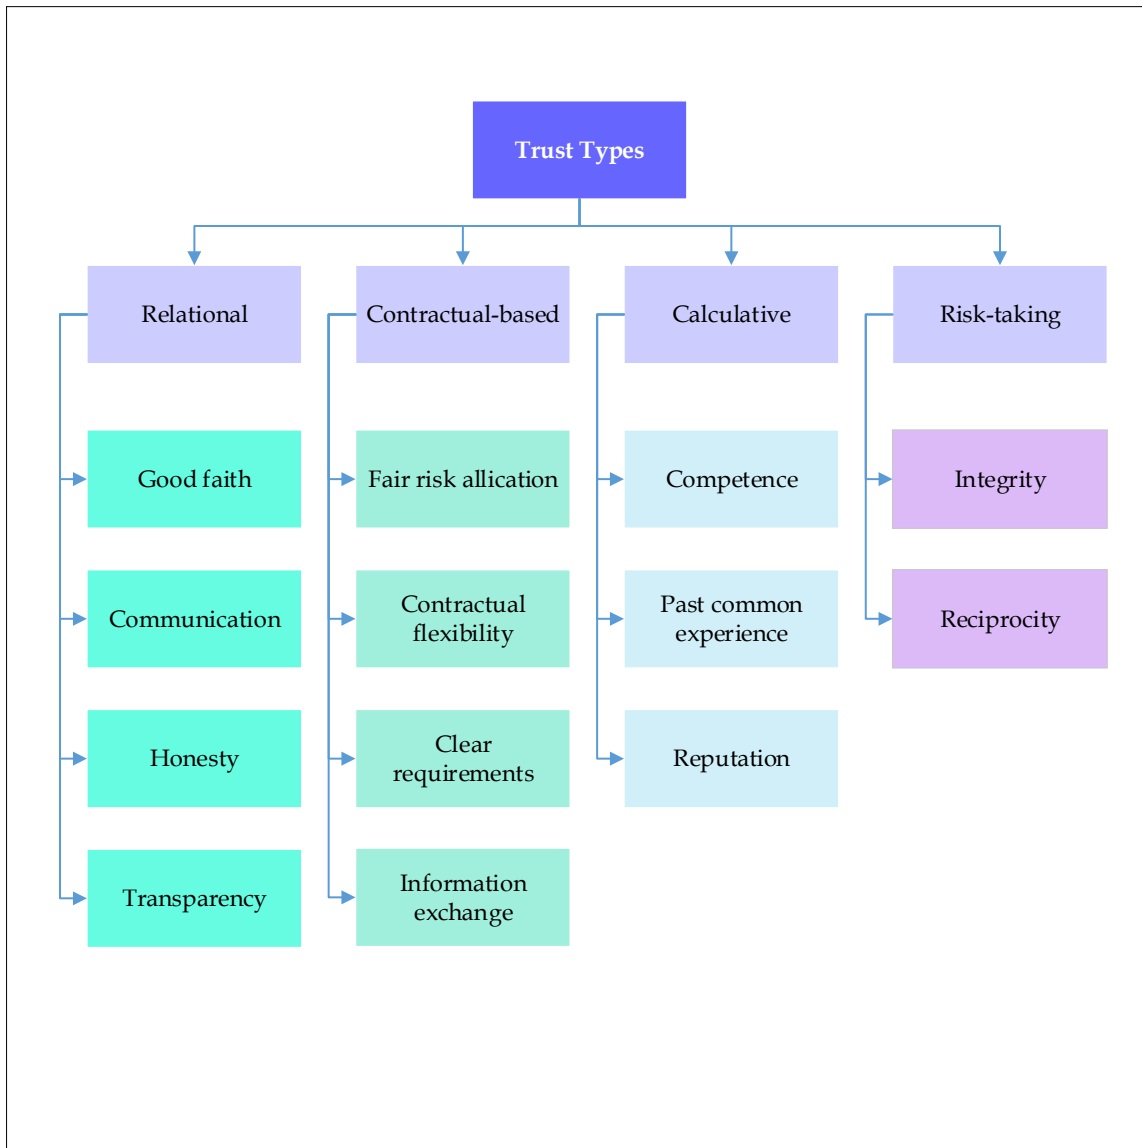 Trust Types
Relational
Contractual-based
Calculative
Risk-taking
Good faith
Fair risk allication
Competence
Integrity
Communication
Contractual
flexibility
Past common
experience
Reciprocity
Honesty
Clear
requirements
Reputation
Transparency
Information
exchange